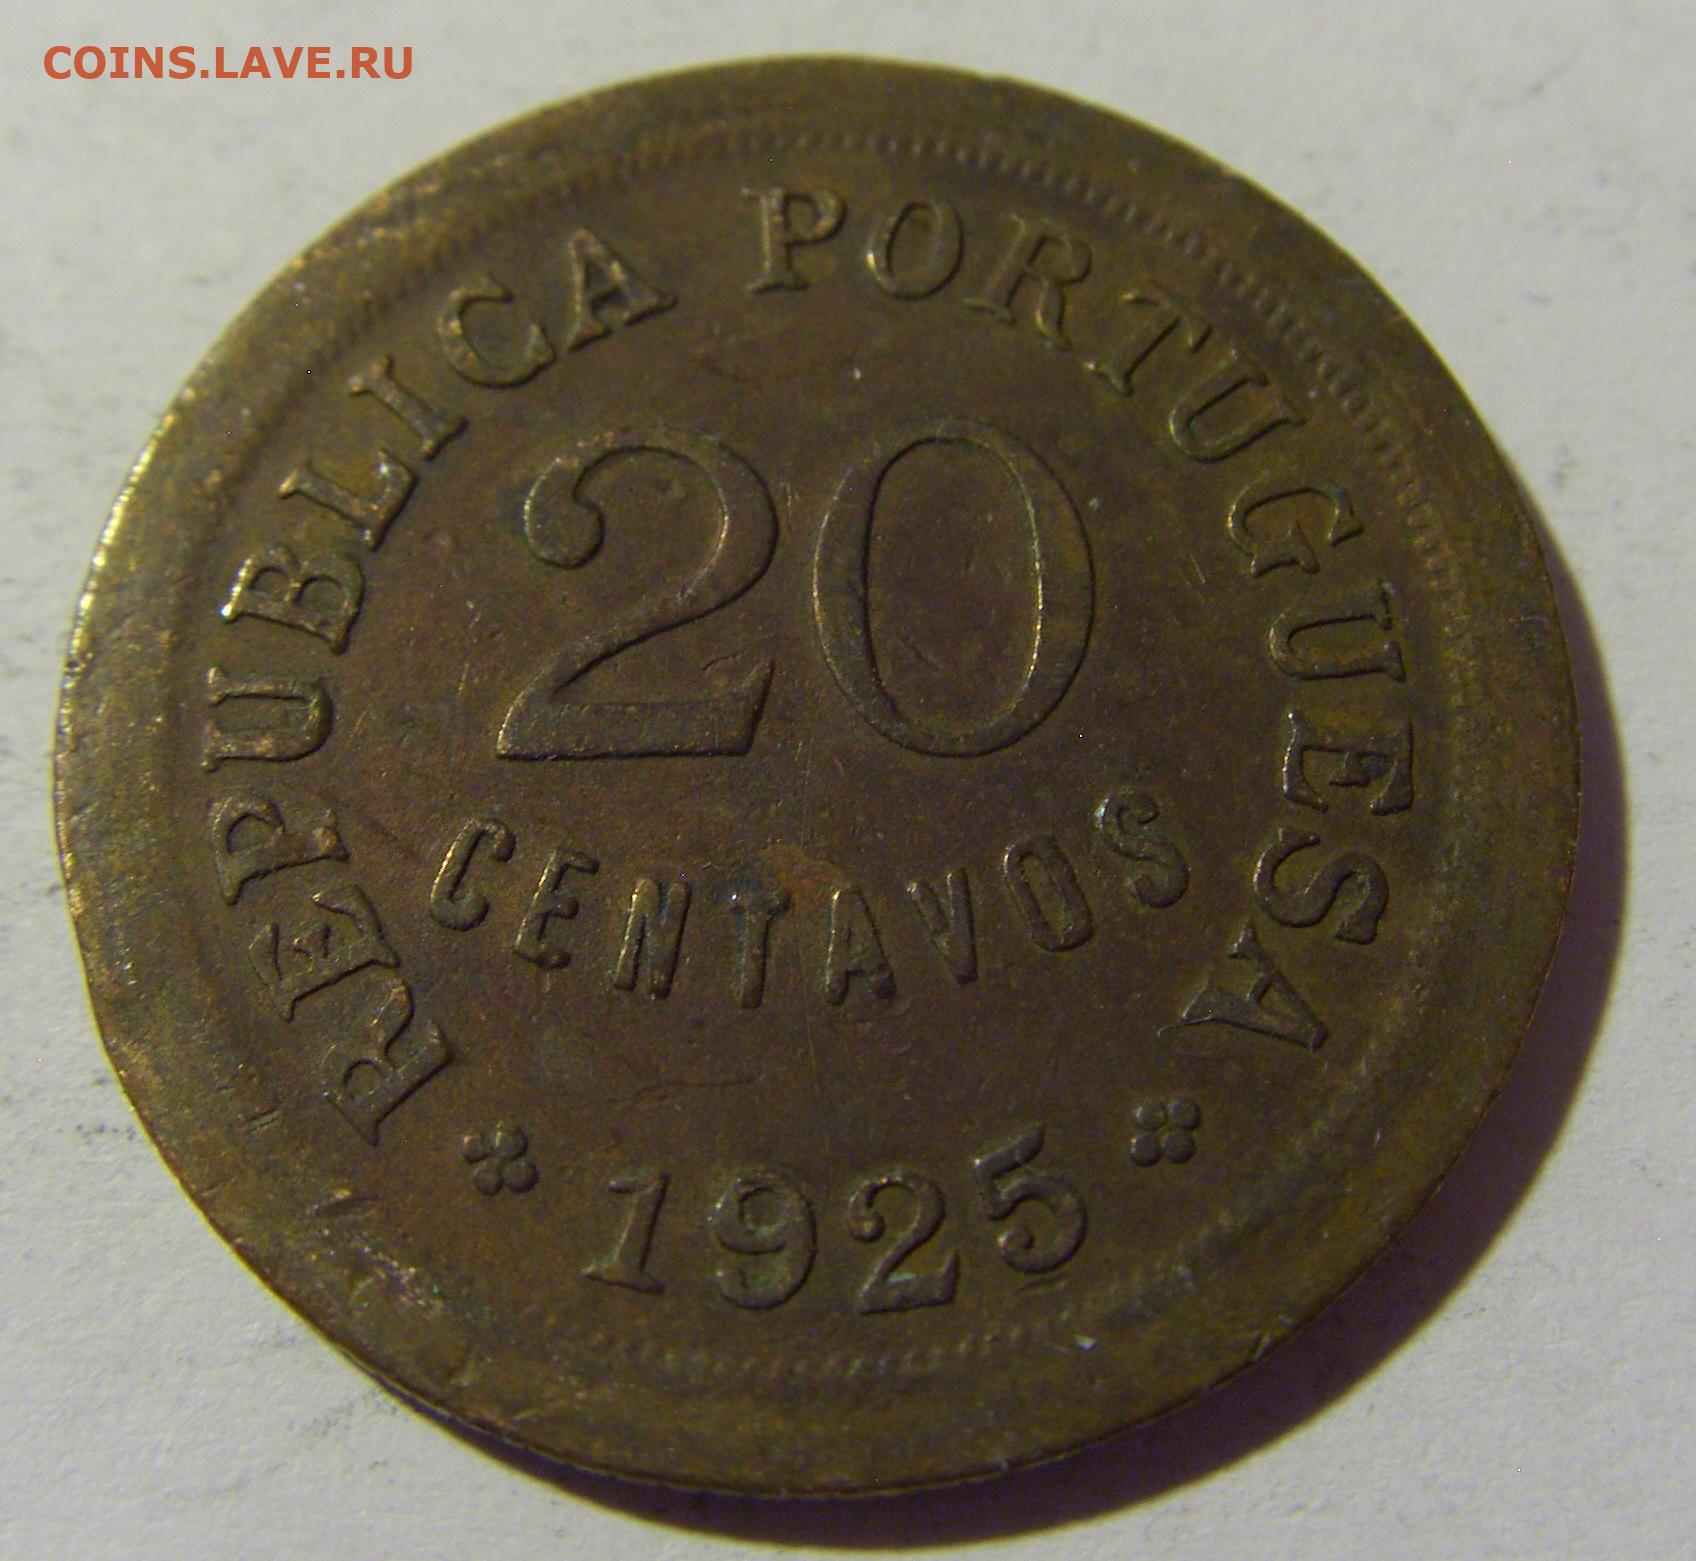 COINS.LAVE.RU
REPUBLICA PORTUGUESA
20
CENTAVOS
1925